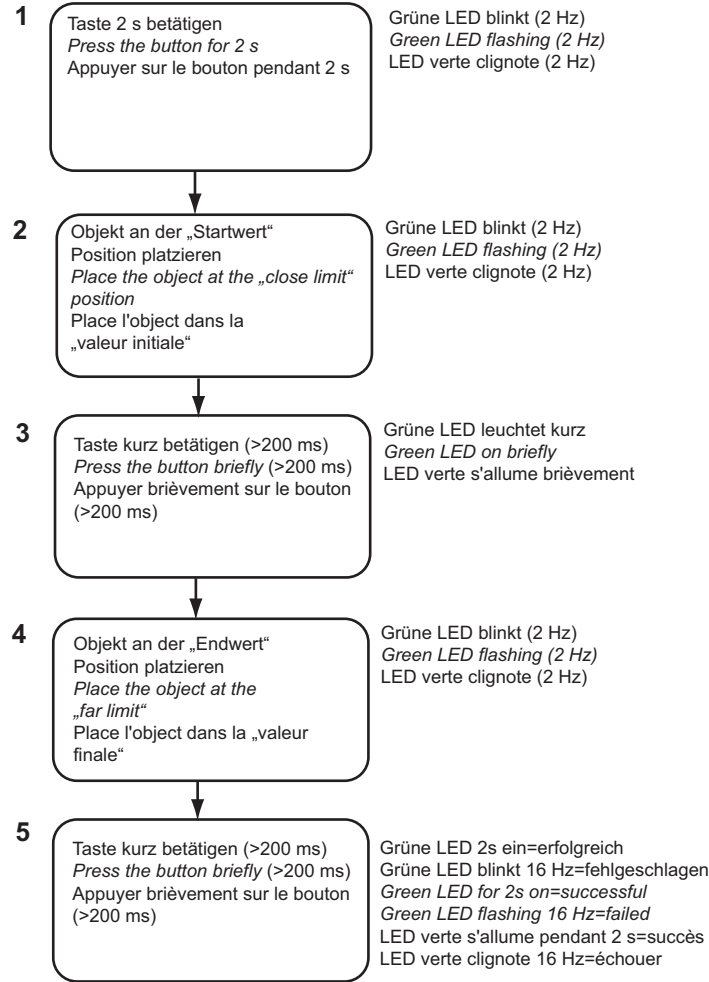 1
Taste 2 s betätigen
Press the button for 2 s
Appuyer sur le bouton pendant 2 s
Grüne LED blinkt (2 Hz)
Green LED flashing (2 Hz)
LED verte clignote (2 Hz)
2
Objekt an der „Startwert“
Position platzieren
Place the object at the „close limit“
position
Place l'object dans la
„valeur initiale“
Grüne LED blinkt (2 Hz)
Green LED flashing (2 Hz)
LED verte clignote (2 Hz)
3
Taste kurz betätigen (>200 ms)
Press the button briefly (>200 ms)
Appuyer brièvement sur le bouton
(>200 ms)
Grüne LED leuchtet kurz
Green LED on briefly
LED verte s'allume brièvement
4
Objekt an der „Endwert“
Position platzieren
Place the object at the
„far limit“
Place l'object dans la „valeur
finale“
Grüne LED blinkt (2 Hz)
Green LED flashing (2 Hz)
LED verte clignote (2 Hz)
5
Taste kurz betätigen (>200 ms)
Press the button briefly (>200 ms)
Appuyer brièvement sur le bouton
(>200 ms)
Grüne LED 2s ein=erfolgreich
Grüne LED blinkt 16 Hz=fehlgeschlagen
Green LED for 2s on=successful
Green LED flashing 16 Hz=failed
LED verte s'allume pendant 2 s=succès
LED verte clignote 16 Hz=échouer